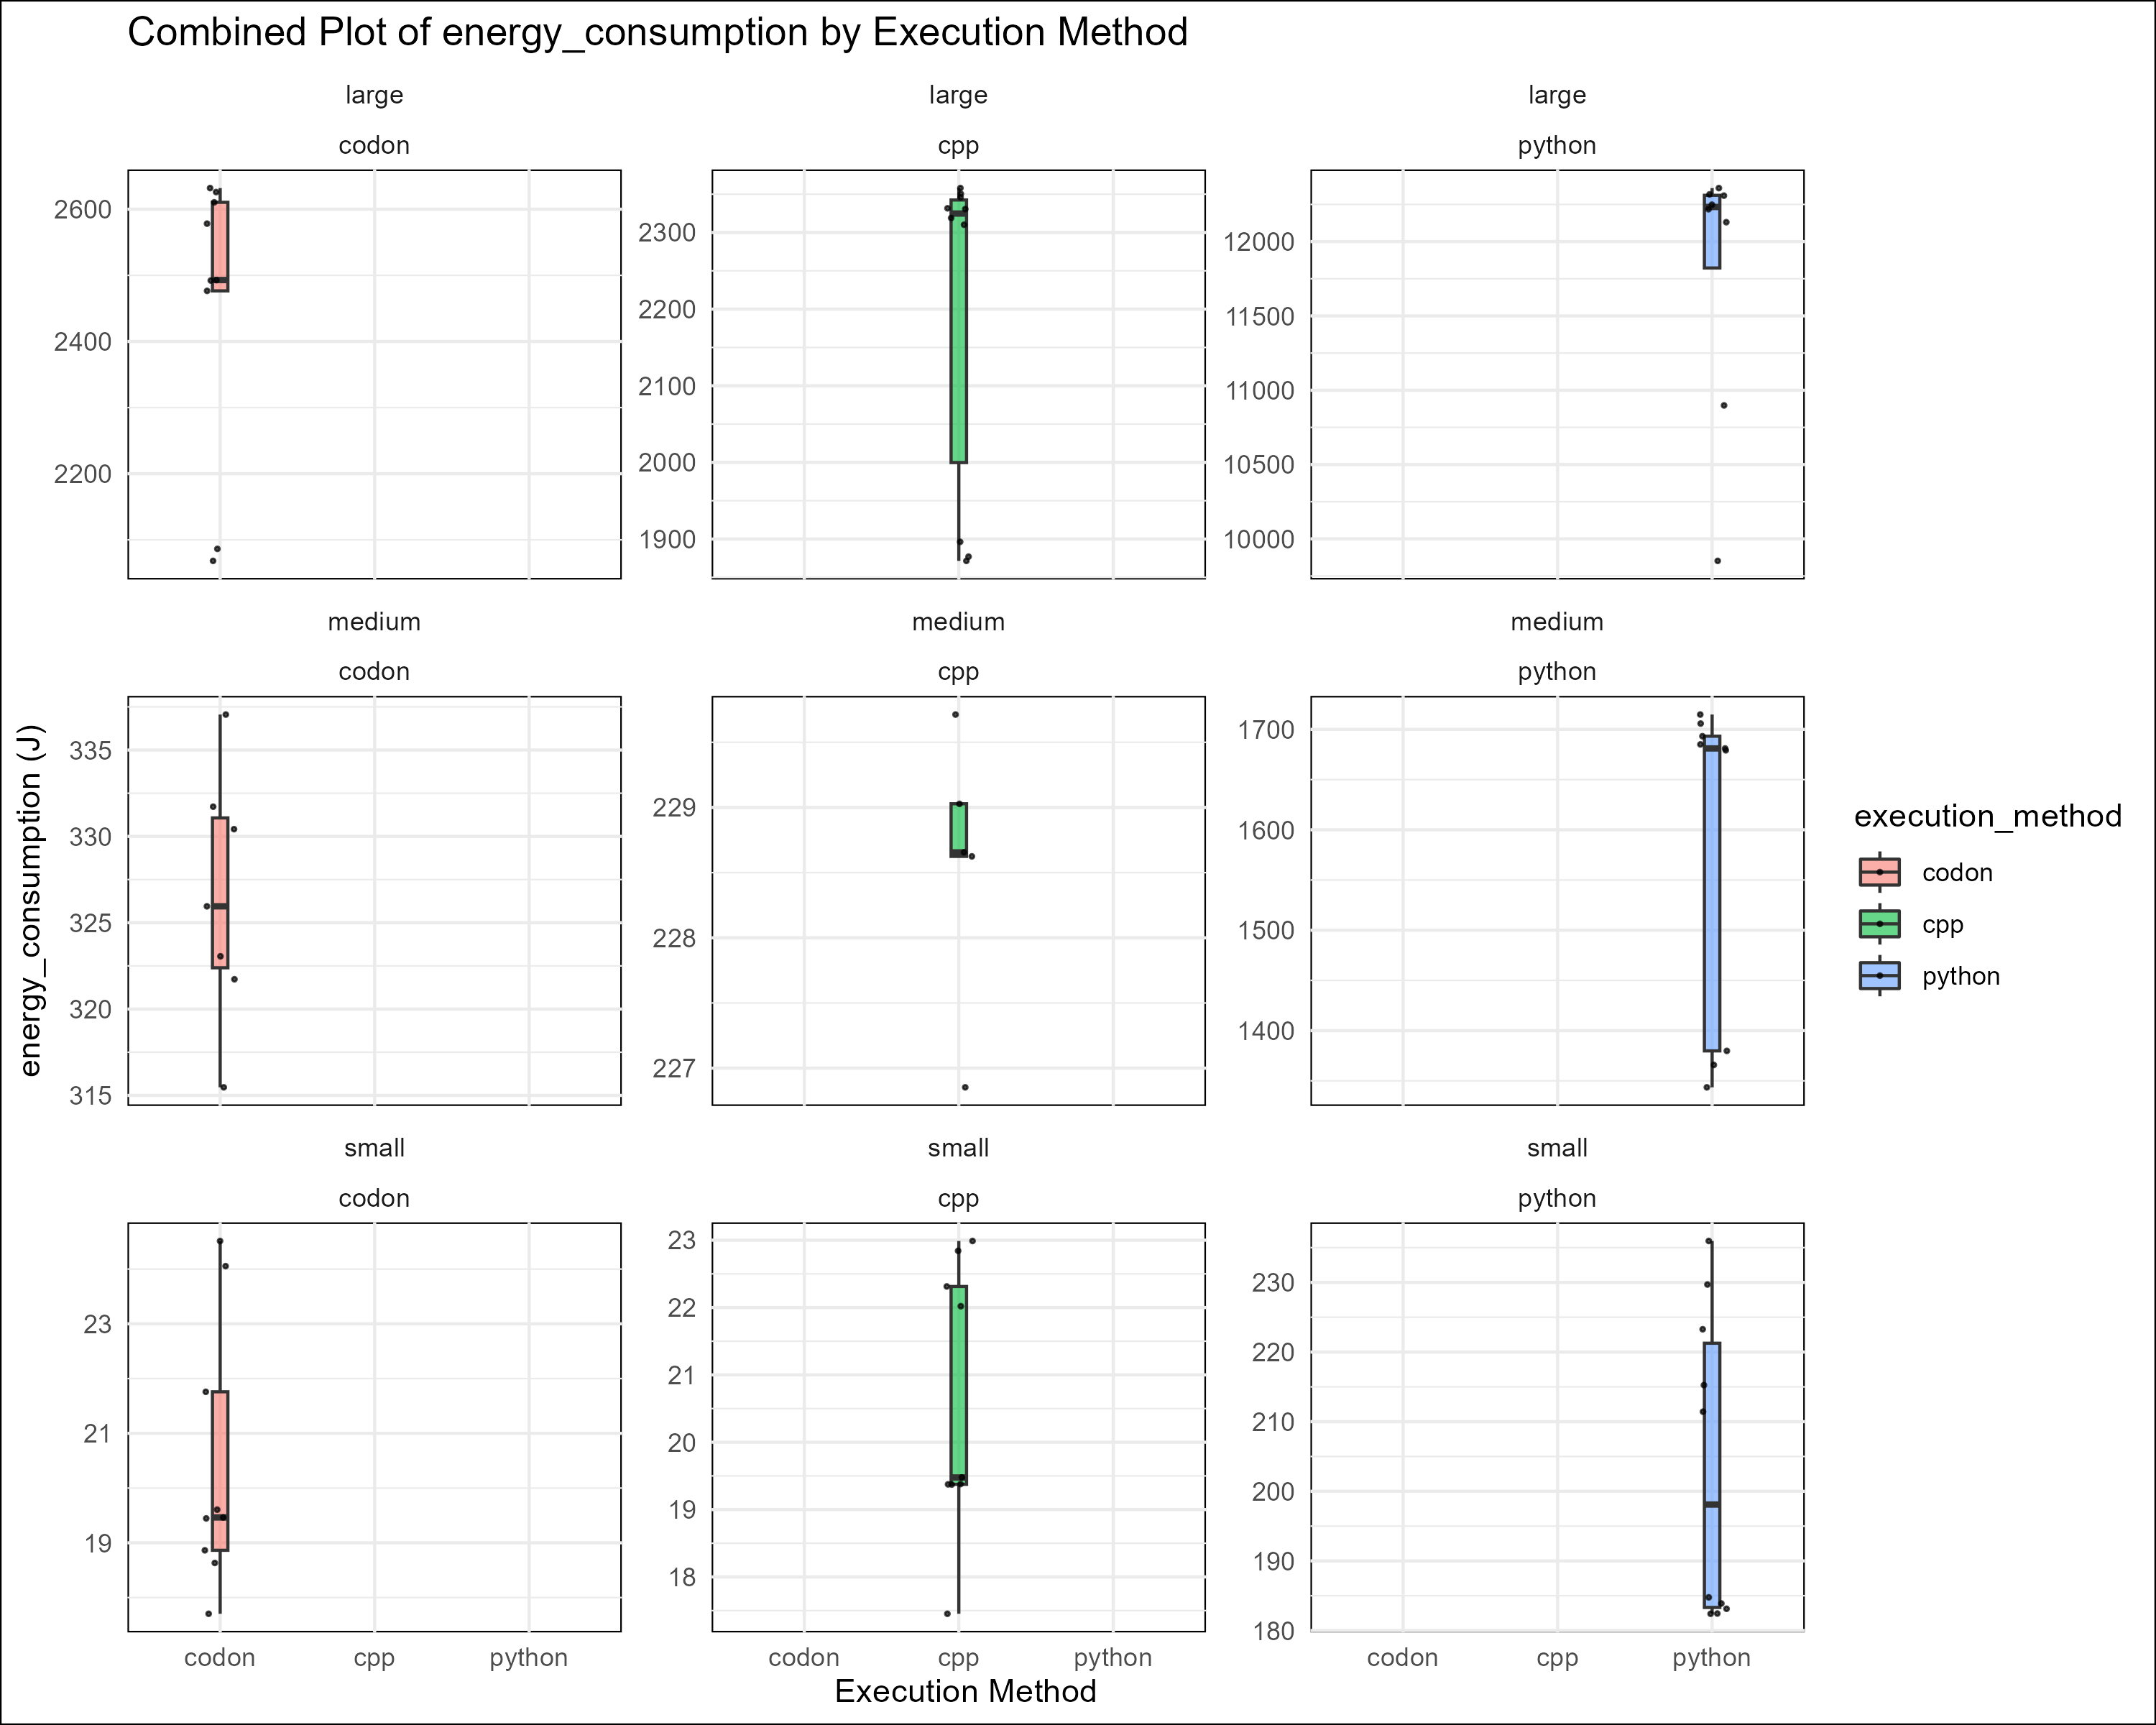 Combined Plot of energy_consumption by Execution Method
large
large
large
codon
cpp
python
2600
2400
2200
2300
2200
2100
2000
1900
12000
11500
11000
10500
10000
medium
medium
medium
codon
cpp
python
335
330
325
320
315
229
228
227
1700
1600
1500
1400
small
small
small
codon
cpp
python
23
21
19
23
22
21
20
19
18
230
220
210
200
190
180
codon cpp python
codon cpp python
codon cpp python
Execution Method
energy_consumption (J)
execution_method
codon
cpp
python